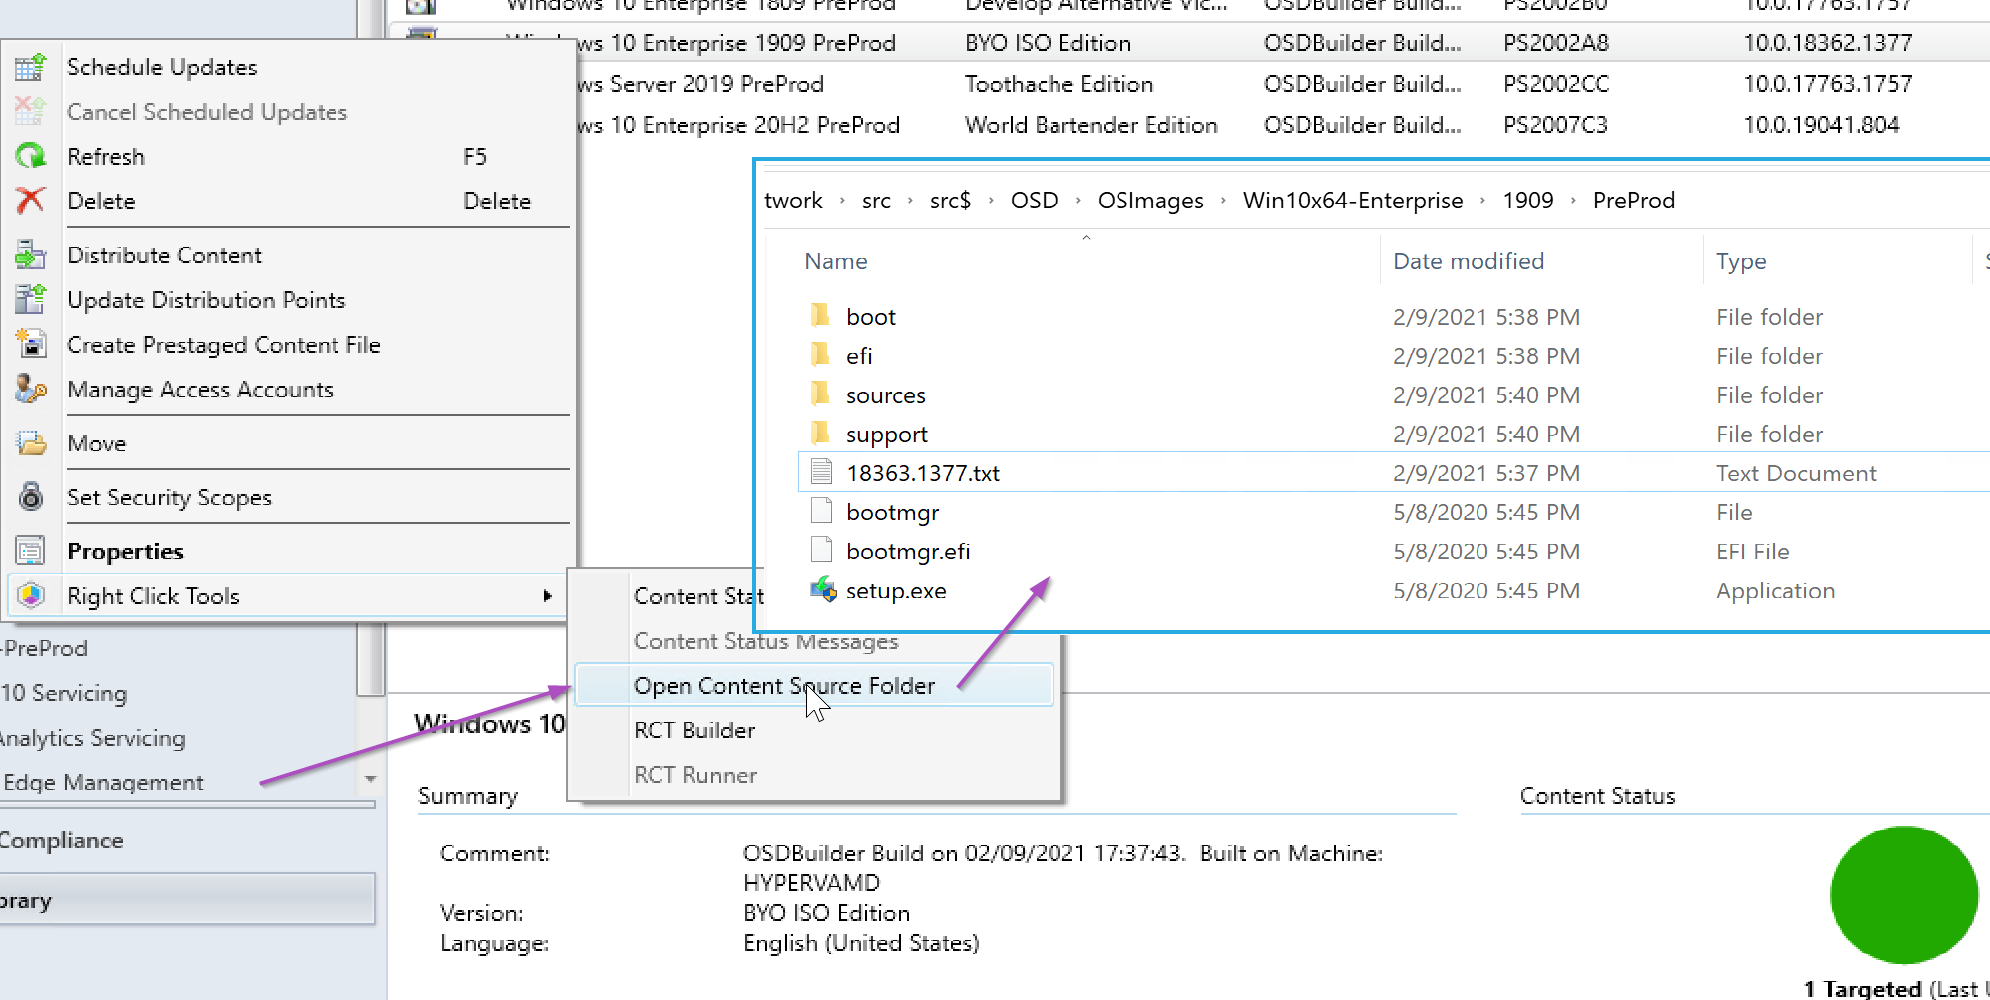 Windows 10 Enterprise 1809 PreProd Develop Alternative Vic... OSDBuilder Build... PS2002B0 10.0.17763.1757
Windows 10 Enterprise 1909 PreProd BYO ISO Edition OSDBuilder Build... PS2002A8 10.0.18362.1377
ws Server 2019 PreProd Toothache Edition OSDBuilder Build... PS2002CC 10.0.17763.1757
ws 10 Enterprise 20H2 PreProd World Bartender Edition OSDBuilder Build... PS2007C3 10.0.19041.804
Schedule Updates
Cancel Scheduled Updates
Refresh F5
Delete Delete
Distribute Content
Update Distribution Points
Create Prestaged Content File
Manage Access Accounts
Move
Set Security Scopes
Properties
Right Click Tools
twork › src › src$ › OSD › OSImages › Win10x64-Enterprise › 1909 › PreProd
Name Date modified Type
boot 2/9/2021 5:38 PM File folder
efi 2/9/2021 5:38 PM File folder
sources 2/9/2021 5:40 PM File folder
support 2/9/2021 5:40 PM File folder
18363.1377.txt 2/9/2021 5:37 PM Text Document
bootmgr 5/8/2020 5:45 PM File
bootmgr.efi 5/8/2020 5:45 PM EFI File
setup.exe 5/8/2020 5:45 PM Application
Content Stat
Content Status Messages
Open Content Source Folder
RCT Builder
RCT Runner
-PreProd
10 Servicing
Analytics Servicing
Edge Management
Compliance
brary
Windows 10
Summary
Comment: OSDBuilder Build on 02/09/2021 17:37:43. Built on Machine:
HYPERVAMD
Version: BYO ISO Edition
Language: English (United States)
Content Status
1 Targeted (Last U